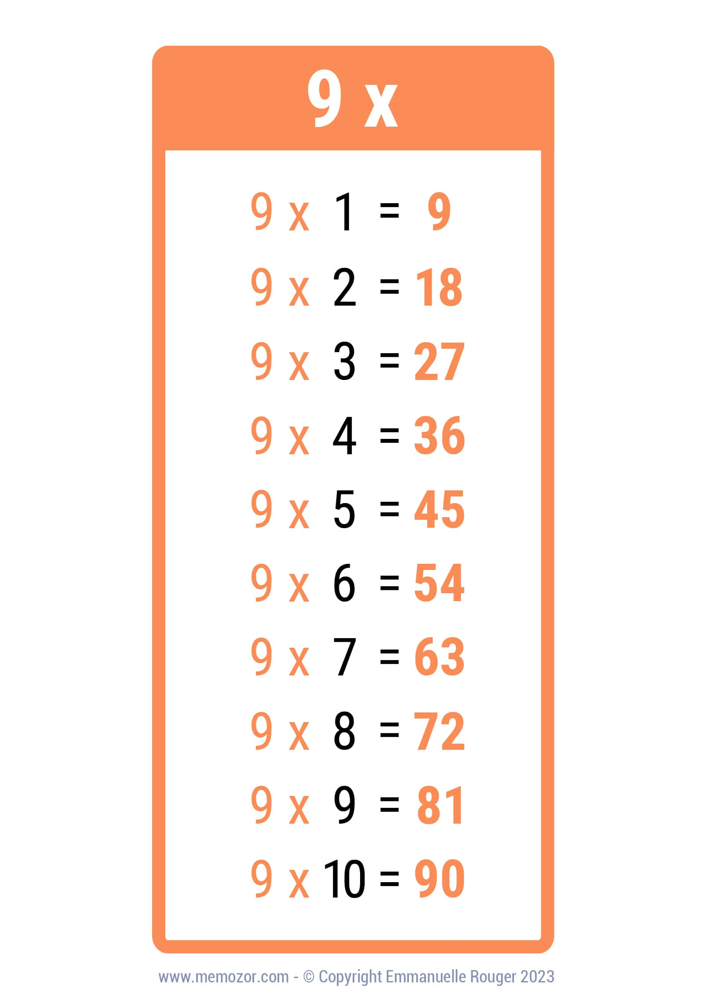 9 x
9 x 1 = 9
9 x 2 = 18
9 x 3 = 27
9 x 4 = 36
9 x 5 = 45
9 x 6 = 54
9 x 7 = 63
9 x 8 = 72
9 x 9 = 81
9 x 10 = 90
www.memozor.com - © Copyright Emmanuelle Rouger 2023